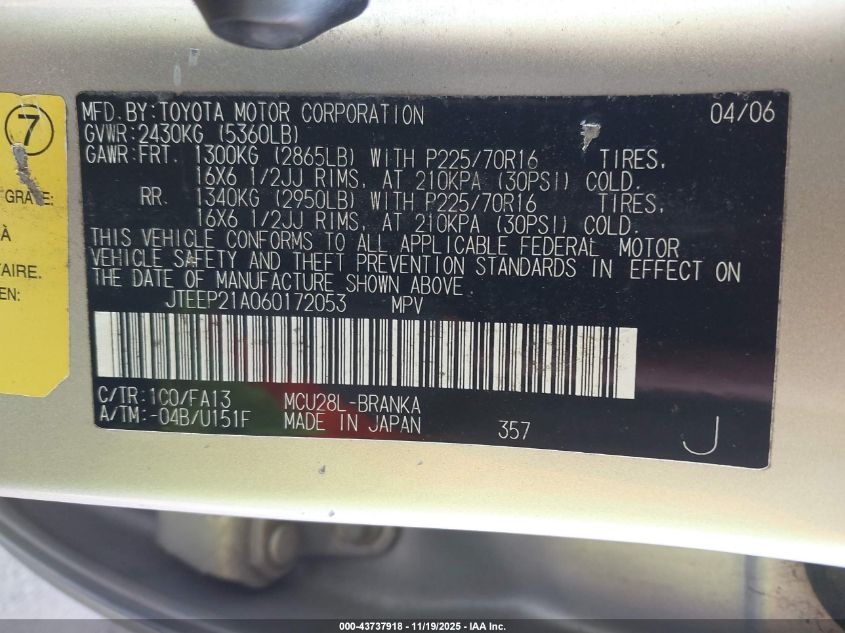 MFD.BY:TOYOTA MOTOR CORPORATION 04/06
GVWR:2430KG (5360LB)
GAWR:FRT. 1300KG (2865LB) WITH P225/70R16 TIRES,
16X6 1/2JJ RIMS, AT 210KPA (30PSI) COLD.
RR. 1340KG (2950LB) WITH P225/70R16 TIRES,
16X6 1/2JJ RIMS, AT 210KPA (30PSI) COLD.
THIS VEHICLE CONFORMS TO ALL APPLICABLE FEDERAL MOTOR
VEHICLE SAFETY AND THEFT PREVENTION STANDARDS IN EFFECT ON
THE DATE OF MANUFACTURE SHOWN ABOVE
JTEEP21A060172053 MPV
C/TR:1C0/FA13 MCU28L-BRANKA
A/TM:-04B/U151F MADE IN JAPAN 357 J
7
GRAVE:
À
TAIRE.
EN:
000-43737918 - 11/19/2025 - IAA Inc.